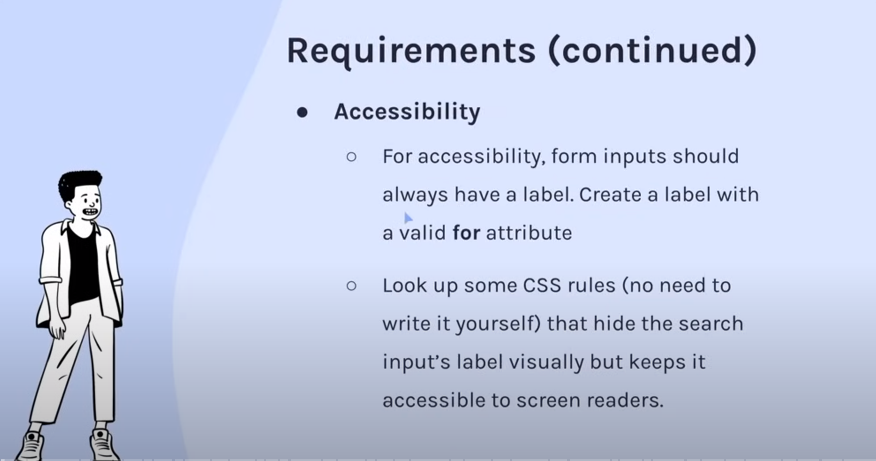 Requirements (continued)
● Accessibility
○ For accessibility, form inputs should
always have a label. Create a label with
a valid for attribute
○ Look up some CSS rules (no need to
write it yourself) that hide the search
input’s label visually but keeps it
accessible to screen readers.